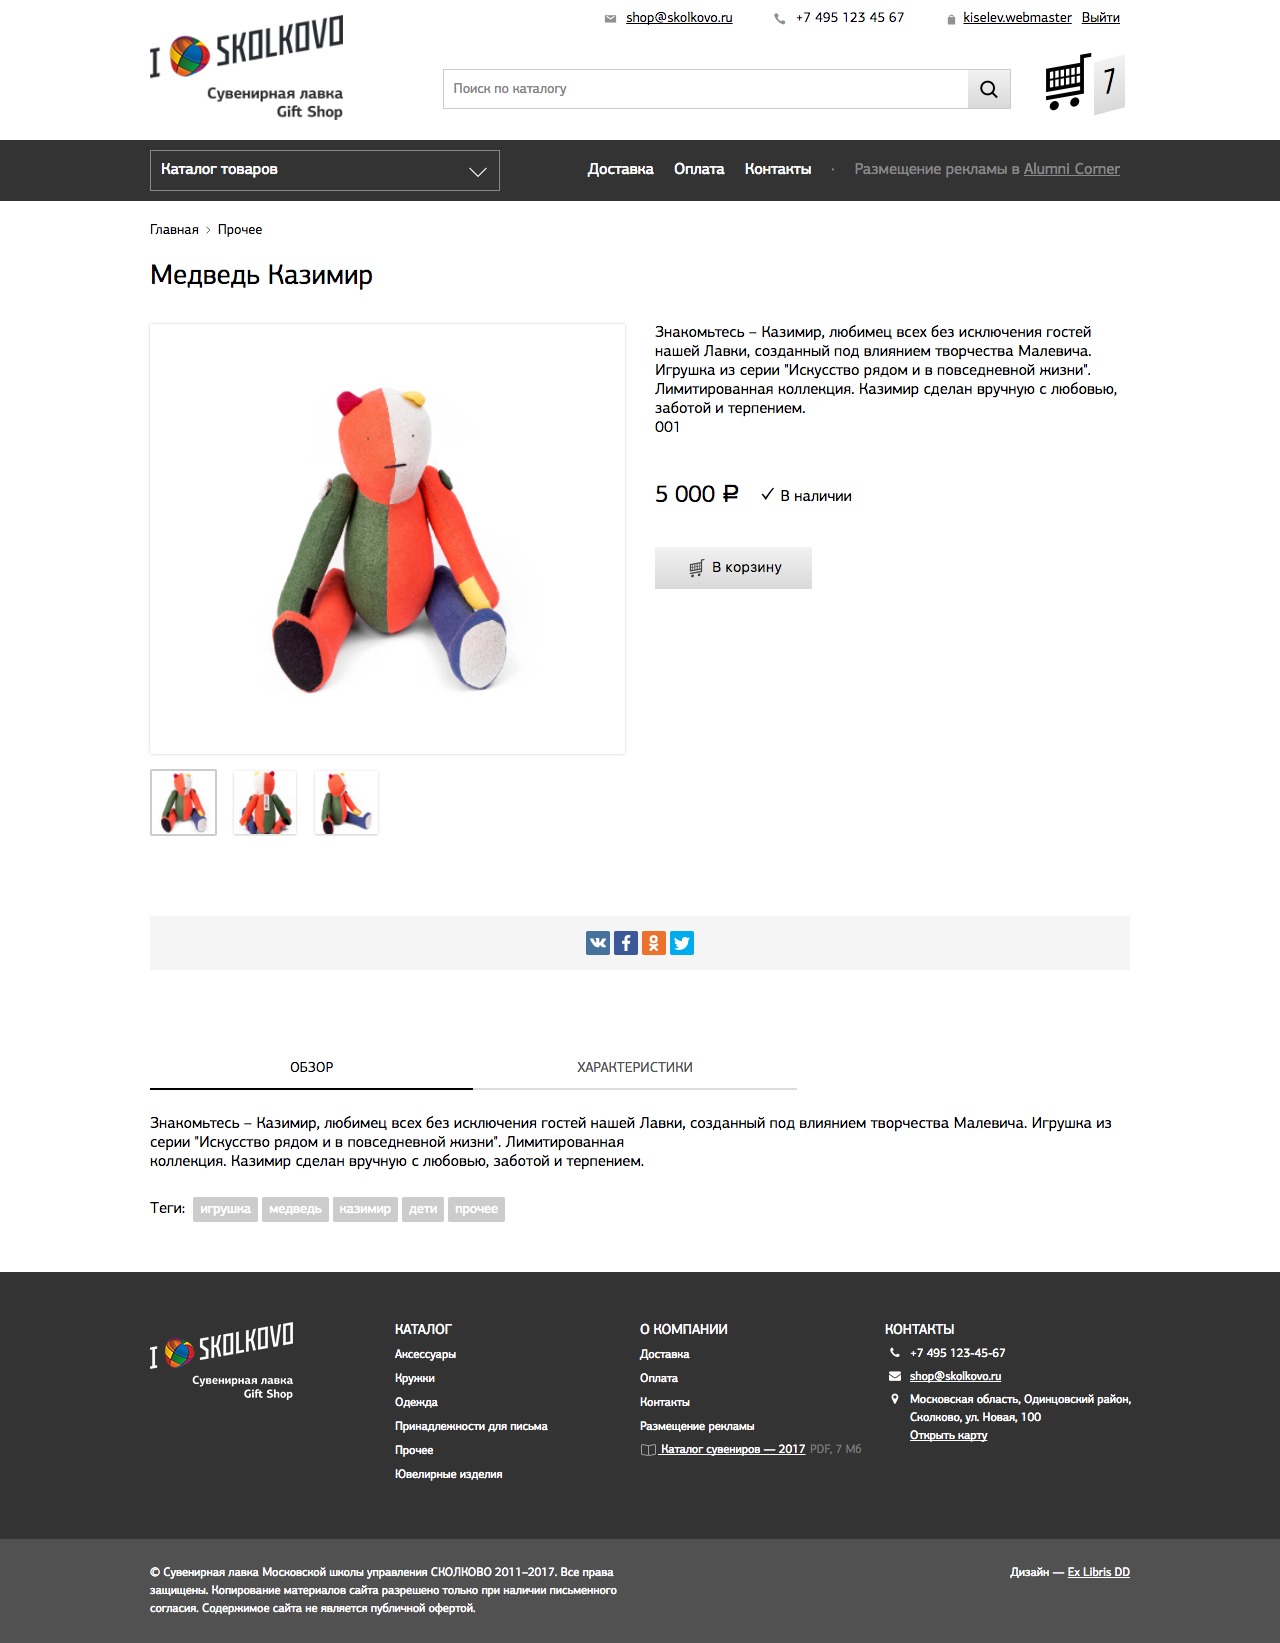 shop@skolkovo.ru
+7 495 123 45 67
kiselev.webmaster Выйти
I SKOLKOVO
Сувенирная лавка
Gift Shop
Поиск по каталогу
7
Каталог товаров
Доставка Оплата Контакты · Размещение рекламы в Alumni Corner
Главная > Прочее
Медведь Казимир
Знакомьтесь – Казимир, любимец всех без исключения гостей
нашей Лавки, созданный под влиянием творчества Малевича.
Игрушка из серии "Искусство рядом и в повседневной жизни".
Лимитированная коллекция. Казимир сделан вручную с любовью,
заботой и терпением.
001
5 000 ₽ ✓ В наличии
В корзину
ОБЗОР
ХАРАКТЕРИСТИКИ
Знакомьтесь – Казимир, любимец всех без исключения гостей нашей Лавки, созданный под влиянием творчества Малевича. Игрушка из
серии "Искусство рядом и в повседневной жизни". Лимитированная
коллекция. Казимир сделан вручную с любовью, заботой и терпением.
Теги: игрушка медведь казимир дети прочее
I SKOLKOVO
Сувенирная лавка
Gift Shop
КАТАЛОГ
Аксессуары
Кружки
Одежда
Принадлежности для письма
Прочее
Ювелирные изделия
О КОМПАНИИ
Доставка
Оплата
Контакты
Размещение рекламы
Каталог сувениров — 2017 PDF, 7 Мб
КОНТАКТЫ
+7 495 123-45-67
shop@skolkovo.ru
Московская область, Одинцовский район,
Сколково, ул. Новая, 100
Открыть карту
© Сувенирная лавка Московской школы управления СКОЛКОВО 2011–2017. Все права
защищены. Копирование материалов сайта разрешено только при наличии письменного
согласия. Содержимое сайта не является публичной офертой.
Дизайн — Ex Libris DD